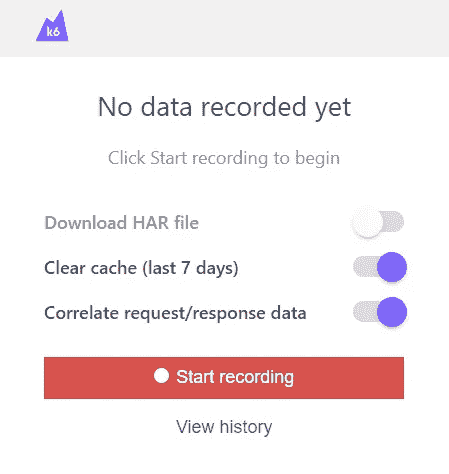 k6
No data recorded yet
Click Start recording to begin
Download HAR file
Clear cache (last 7 days)
Correlate request/response data
Start recording
View history